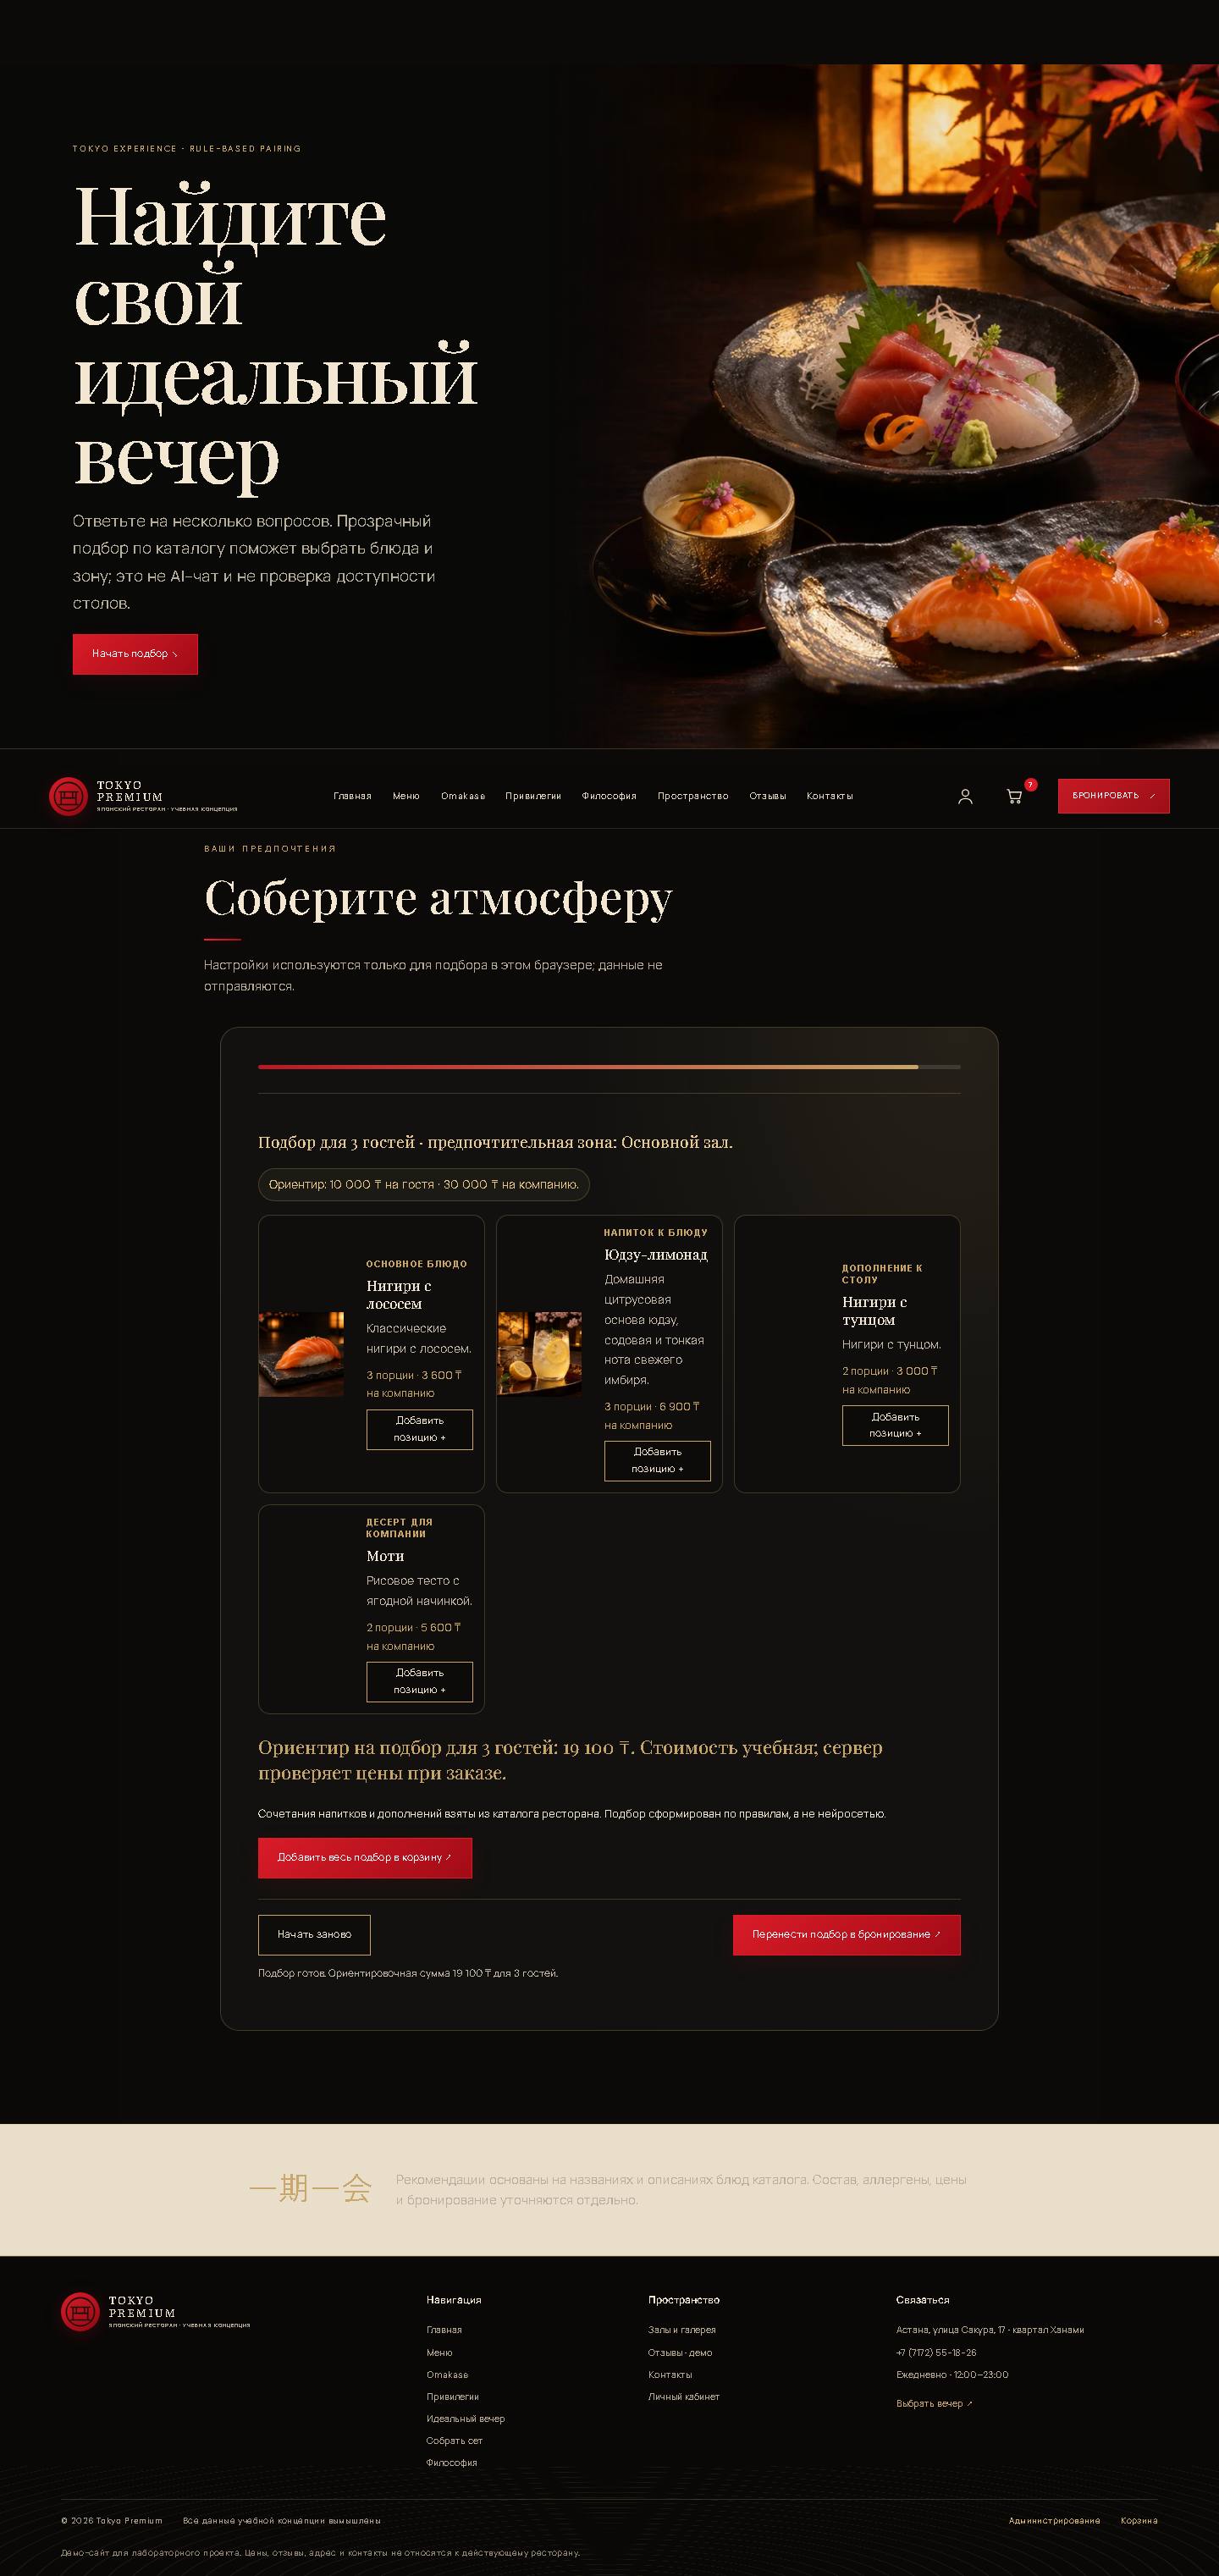 TOKYO EXPERIENCE · RULE-BASED PAIRING
Найдите
свой
идеальный
вечер
Ответьте на несколько вопросов. Прозрачный
подбор по каталогу поможет выбрать блюда и
зону; это не AI-чат и не проверка доступности
столов.
Начать подбор
TOKYO
PREMIUM
ЯПОНСКИЙ РЕСТОРАН · УЧЕБНАЯ КОНЦЕПЦИЯ
Главная Меню Omakase Привилегии Философия Пространство Отзывы Контакты
7
БРОНИРОВАТЬ ↗
ВАШИ ПРЕДПОЧТЕНИЯ
Соберите атмосферу
Настройки используются только для подбора в этом браузере; данные не
отправляются.
Подбор для 3 гостей · предпочтительная зона: Основной зал.
Ориентир: 10 000 ₸ на гостя · 30 000 ₸ на компанию.
ОСНОВНОЕ БЛЮДО
Нигири с
лососем
Классические
нигири с лососем.
3 порции · 3 600 ₸
на компанию
Добавить
позицию +
НАПИТОК К БЛЮДУ
Юдзу-лимонад
Домашняя
цитрусовая
основа юдзу,
содовая и тонкая
нота свежего
имбиря.
3 порции · 6 900 ₸
на компанию
Добавить
позицию +
ДОПОЛНЕНИЕ К
СТОЛУ
Нигири с
тунцом
Нигири с тунцом.
2 порции · 3 000 ₸
на компанию
Добавить
позицию +
ДЕСЕРТ ДЛЯ
КОМПАНИИ
Моти
Рисовое тесто с
ягодной начинкой.
2 порции · 5 600 ₸
на компанию
Добавить
позицию +
Ориентир на подбор для 3 гостей: 19 100 ₸. Стоимость учебная; сервер
проверяет цены при заказе.
Сочетания напитков и дополнений взяты из каталога ресторана. Подбор сформирован по правилам, а не нейросетью.
Добавить весь подбор в корзину ↗
Начать заново
Перенести подбор в бронирование ↗
Подбор готов. Ориентировочная сумма 19 100 ₸ для 3 гостей.
一期一会
Рекомендации основаны на названиях и описаниях блюд каталога. Состав, аллергены, цены
и бронирование уточняются отдельно.
TOKYO
PREMIUM
ЯПОНСКИЙ РЕСТОРАН · УЧЕБНАЯ КОНЦЕПЦИЯ
Навигация
Главная
Меню
Omakase
Привилегии
Идеальный вечер
Собрать сет
Философия
Пространство
Залы и галерея
Отзывы · демо
Контакты
Личный кабинет
Связаться
Астана, улица Сакура, 17 · квартал Ханами
+7 (7172) 55-18-26
Ежедневно · 12:00–23:00
Выбрать вечер ↗
© 2026 Tokyo Premium Все данные учебной концепции вымышлены
Администрирование Корзина
Демо-сайт для лабораторного проекта. Цены, отзывы, адрес и контакты не относятся к действующему ресторану.